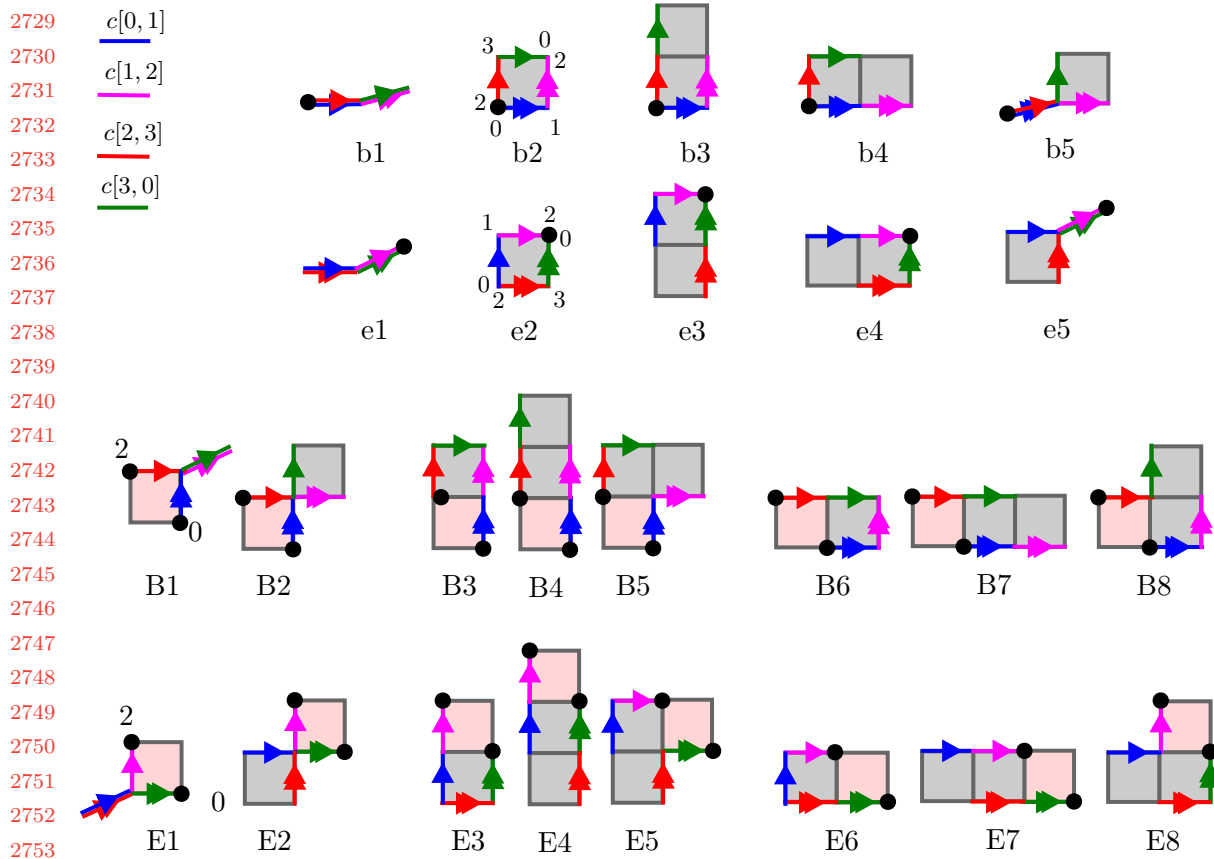 2729
c[0, 1]
2730
3 0 2
2731
c[1, 2]
2732
2 0 1
b1 b2 b3 b4 b5
2733
c[2, 3]
2734
c[3, 0]
2735
1 2 0
2736
2737
0 2 3
2738
e1 e2 e3 e4 e5
2739
2740
2741
2
2742
2743
2744
0
2745
B1 B2 B3 B4 B5 B6 B7 B8
2746
2747
2748
2749
2
2750
2751
0
2752
E1 E2 E3 E4 E5 E6 E7 E8
2753